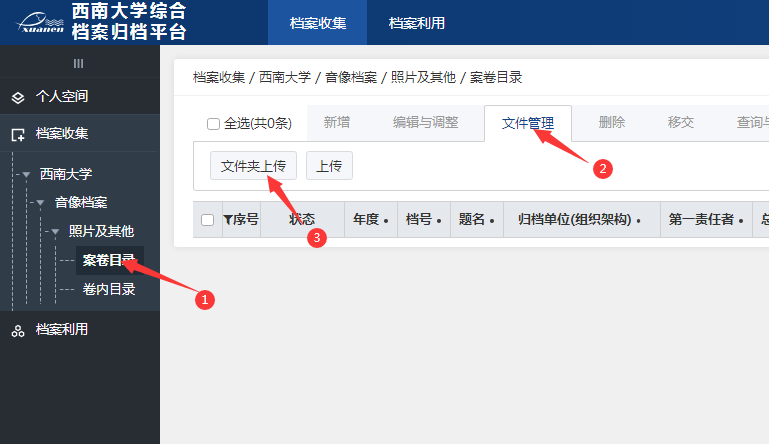 西南大学综合
档案归档平台
xuanen
档案收集
档案利用
个人空间
档案收集
西南大学
音像档案
照片及其他
案卷目录
卷内目录
档案利用
档案收集 / 西南大学 / 音像档案 / 照片及其他 / 案卷目录
全选(共0条)
新增
编辑与调整
文件管理
删除
移交
查询与
文件夹上传
上传
序号
状态
年度
档号
题名
归档单位(组织架构)
第一责任者
总
1
2
3